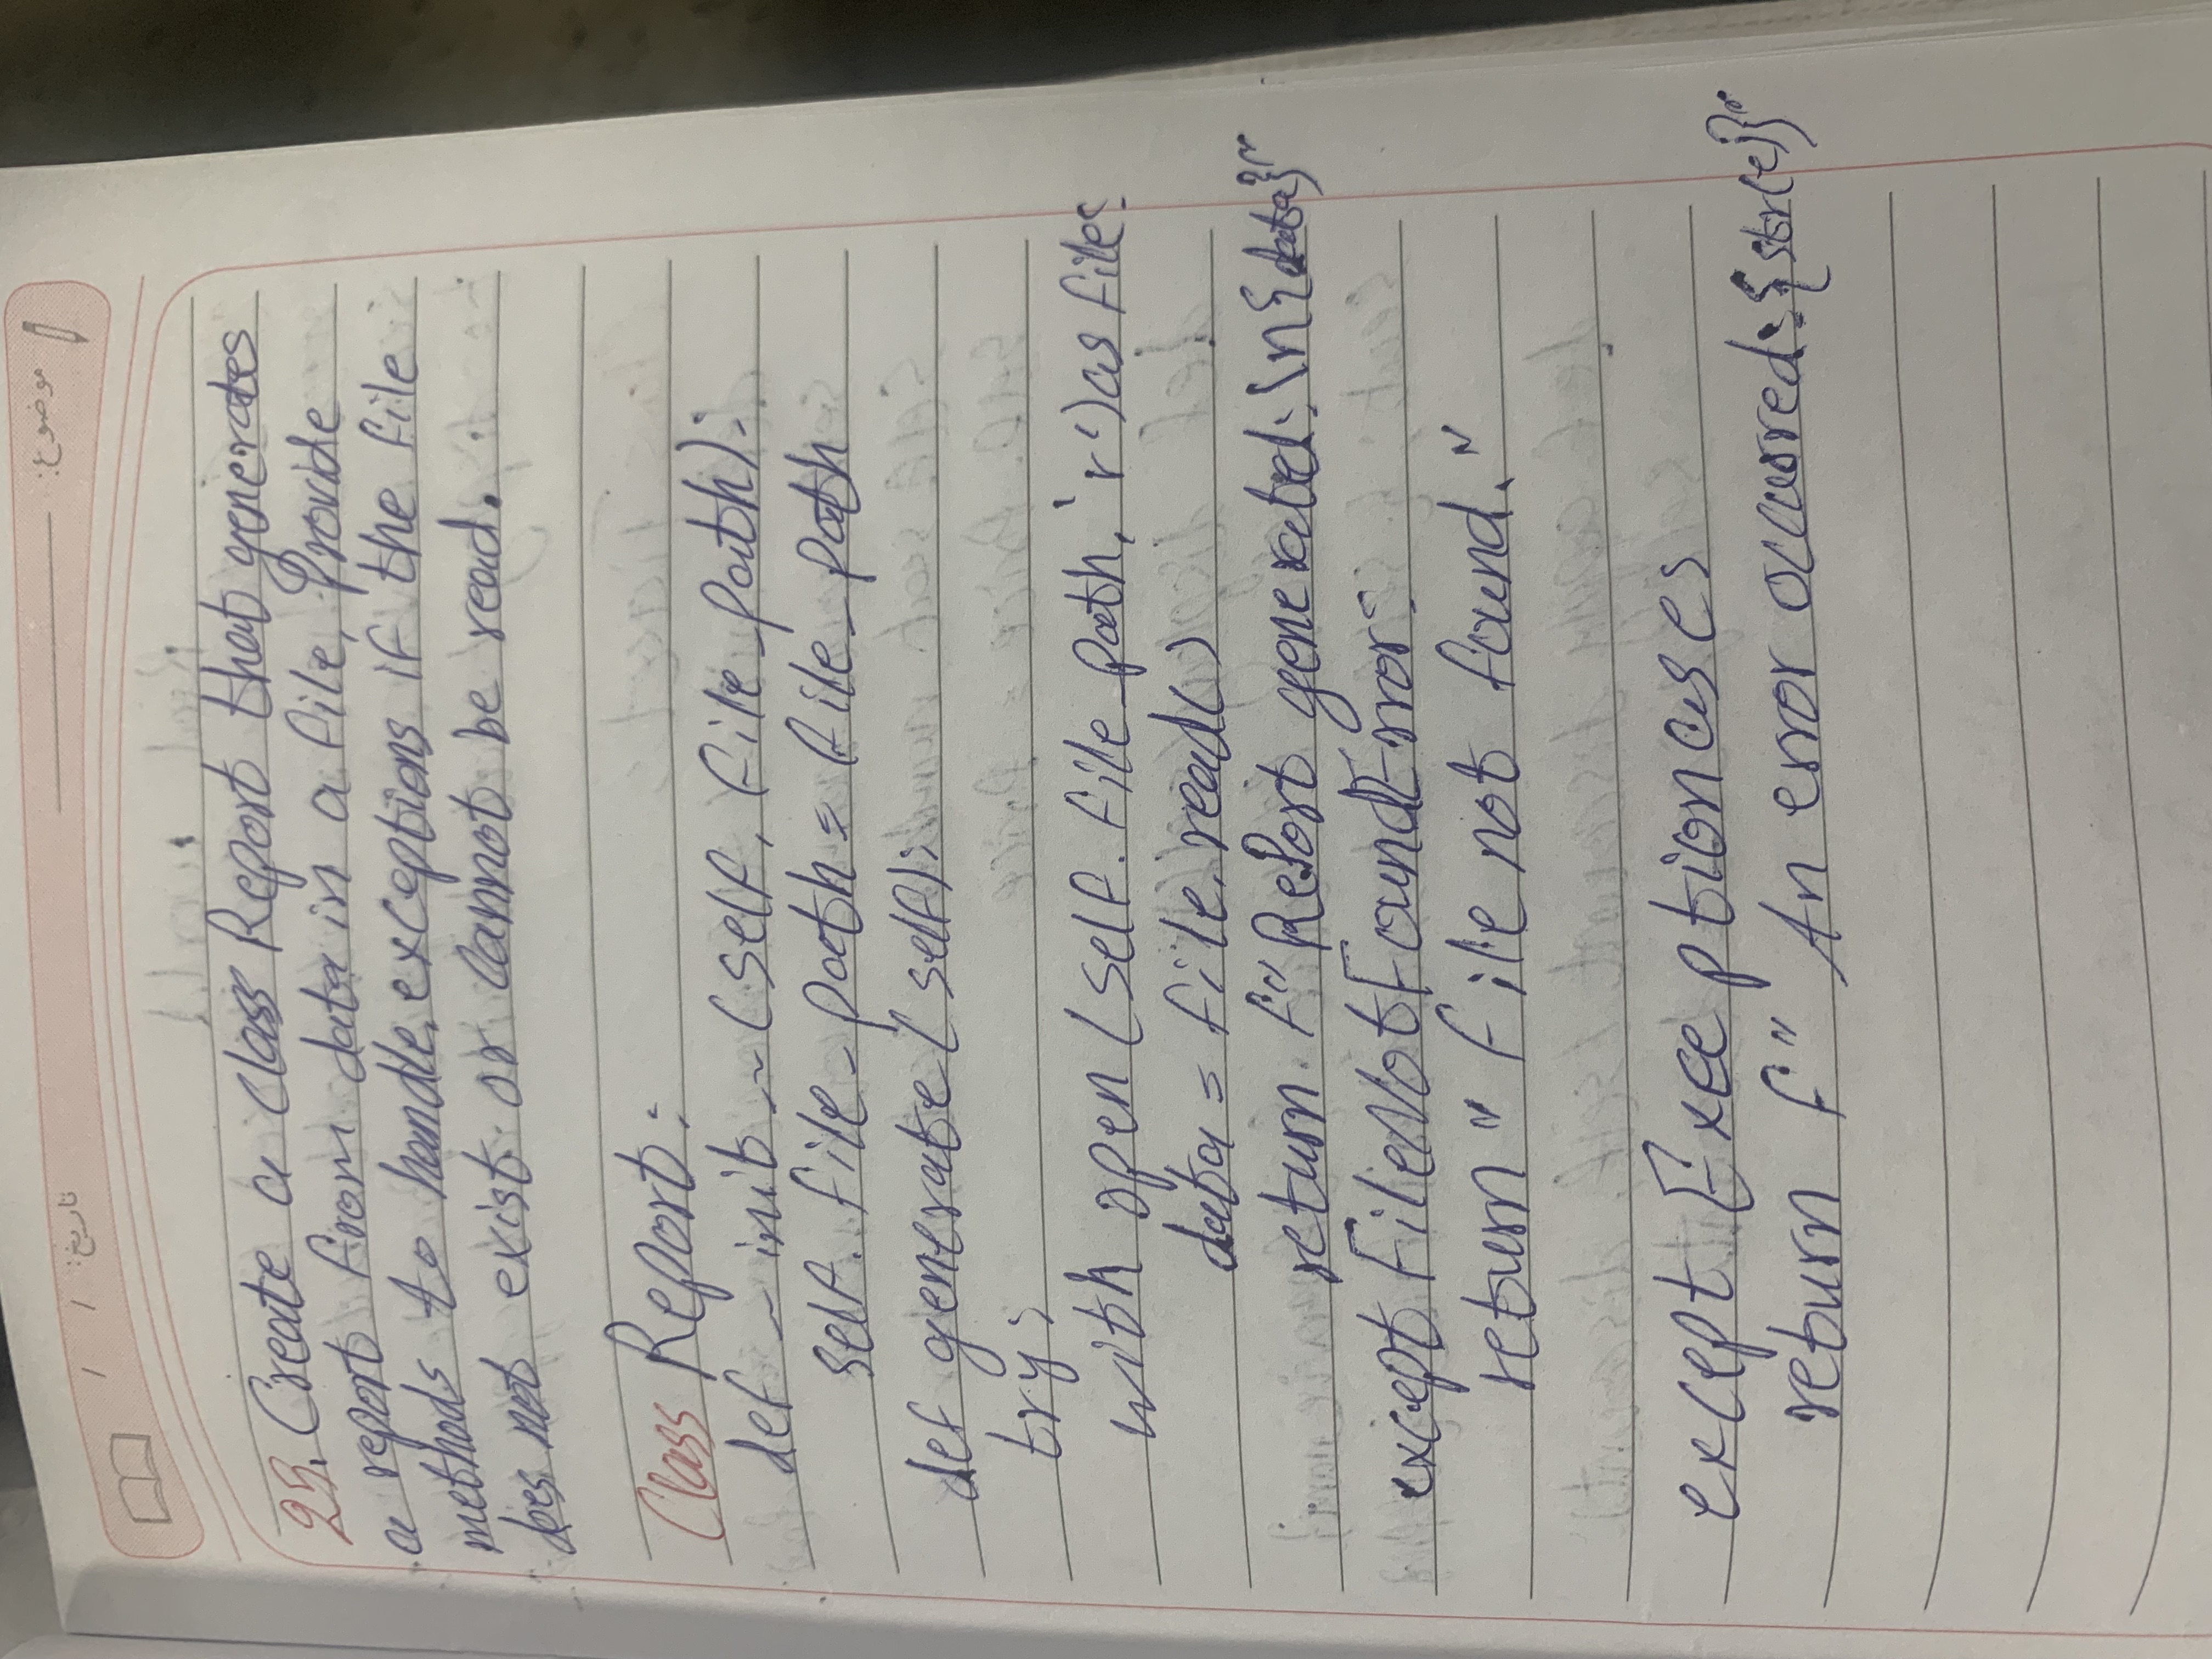 موضوع:
تاريخ: / /
25. Create a class Report that generates
a report from data in a file, Provide
methods to handle exceptions if the file
does not exist or cannot be read.
Class Report:
def __init__(self, file_path):
self.file_path = file_path
def generate(self):
try:
with open(self.file_path, 'r') as file:
data = file.read()
return f"RePort generated:\n{data}"
except FileNotFoundError:
return "file not found."
except Exceeption as es
return f"An error occurred:{str(e)}"